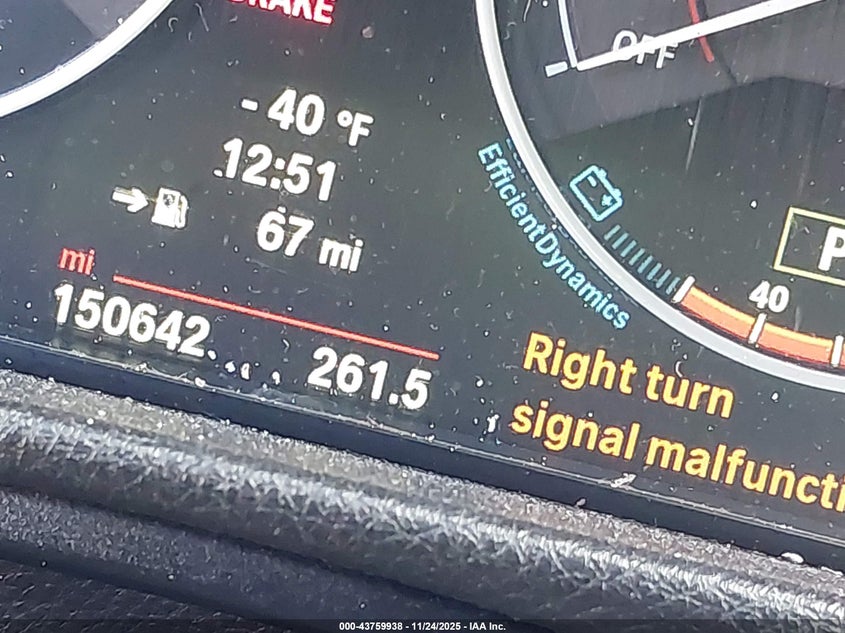 BRAKE
OFF
- 40 °F
12:51
67 mi
mi
150642
261.5
EfficientDynamics
P
40
Right turn
signal malfuncti
000-43759938 - 11/24/2025 - IAA Inc.